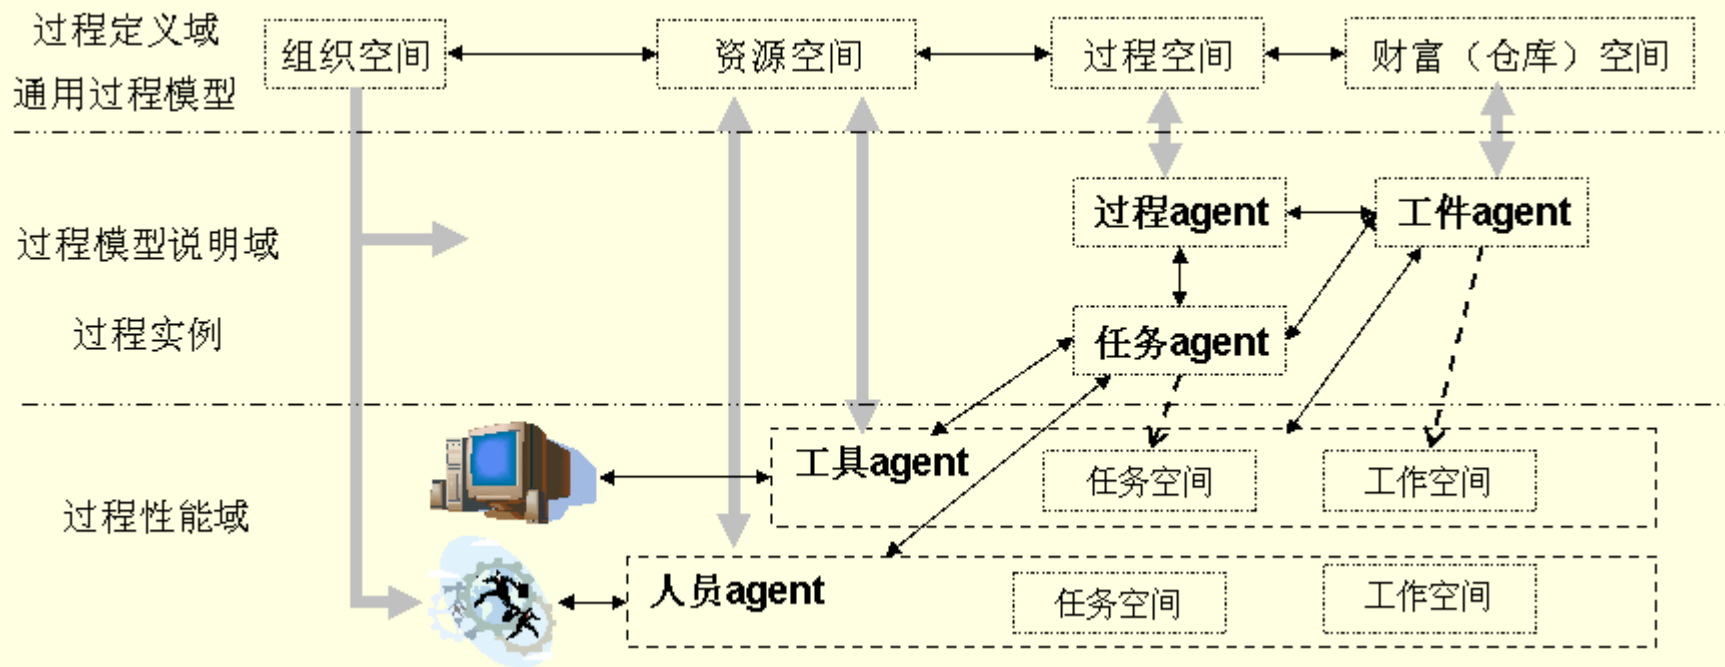 过程定义域
通用过程模型
组织空间
资源空间
过程空间
财富（仓库）空间
过程模型说明域
过程实例
过程agent
工件agent
任务agent
过程性能域
工具agent
任务空间
工作空间
人员agent
任务空间
工作空间